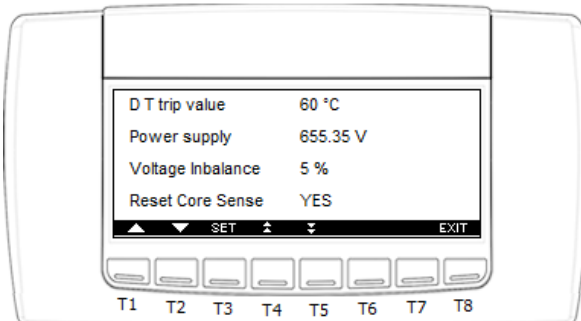 D T trip value 60 °C
Power supply 655.35 V
Voltage Inbalance 5 %
Reset Core Sense YES
SET EXIT
T1 T2 T3 T4 T5 T6 T7 T8